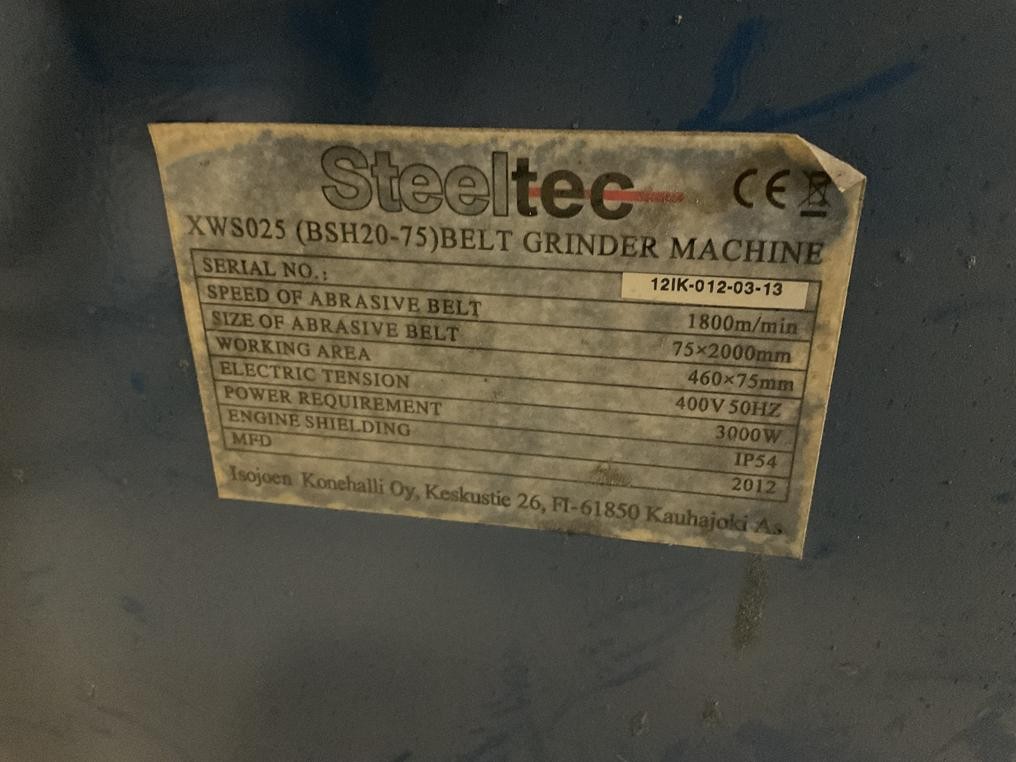 Steeltec CE
XWS025 (BSH20-75)BELT GRINDER MACHINE
SERIAL NO.: 12IK-012-03-13
SPEED OF ABRASIVE BELT 1800m/min
SIZE OF ABRASIVE BELT 75×2000mm
WORKING AREA 460×75mm
ELECTRIC TENSION 400V 50HZ
POWER REQUIREMENT 3000W
ENGINE SHIELDING IP54
MFD 2012
Isojoen Konehalli Oy, Keskustie 26, FI-61850 Kauhajoki As.